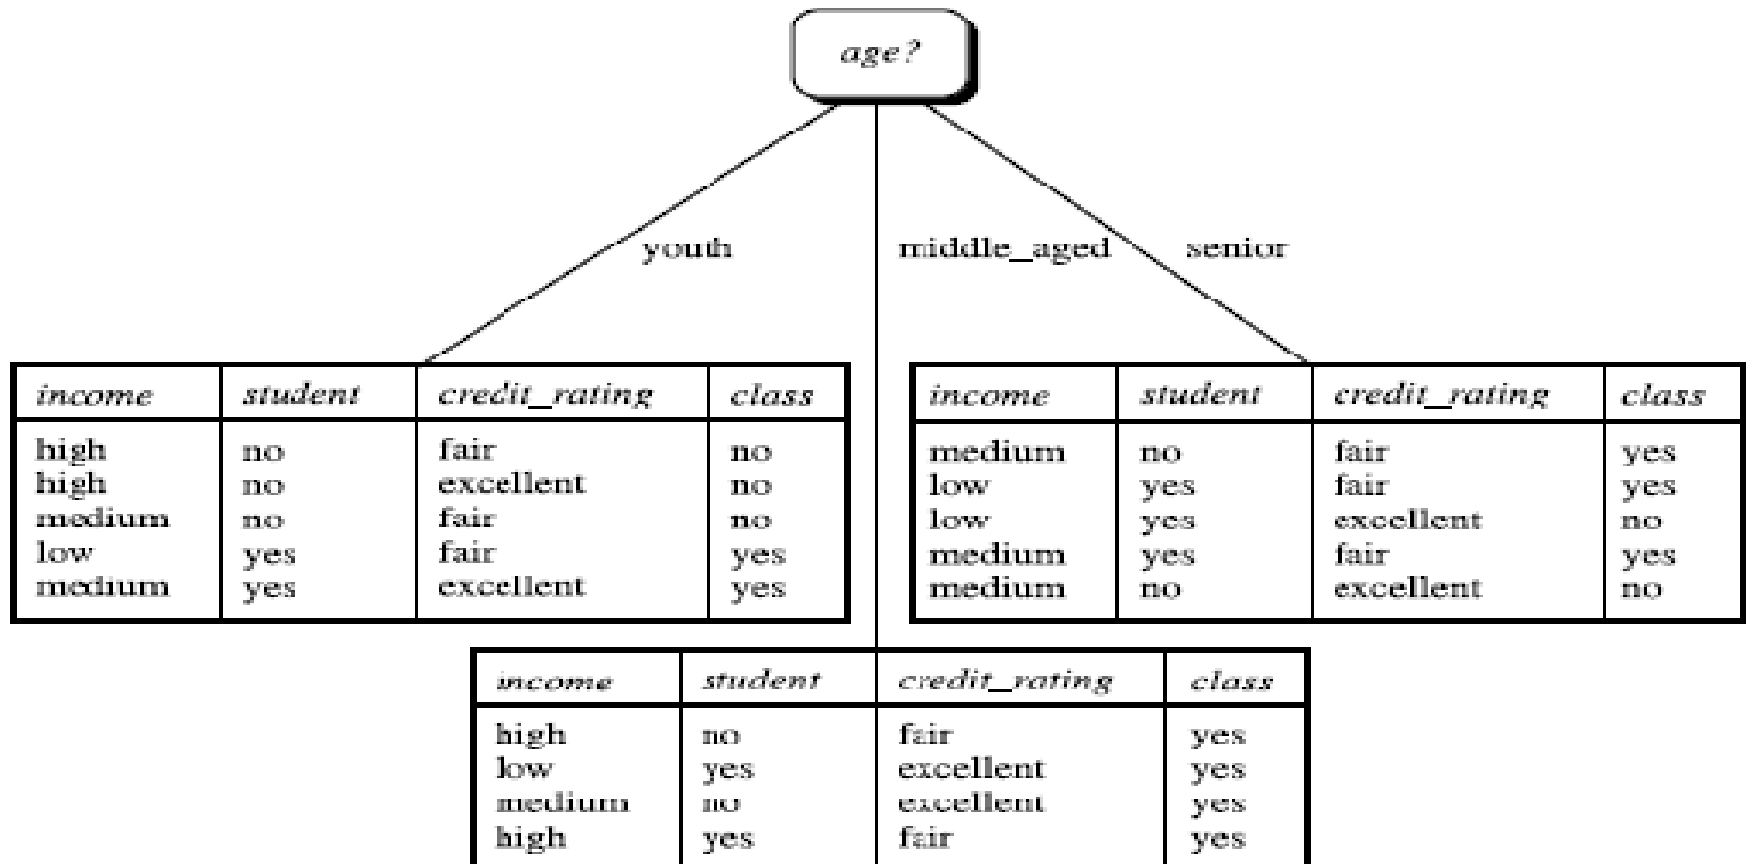 age?
youth middle_aged senior
income student credit_rating class
high no fair no
high no excellent no
medium no fair no
low yes fair yes
medium yes excellent yes
income student credit_rating class
medium no fair yes
low yes fair yes
low yes excellent no
medium yes fair yes
medium no excellent no
income student credit_rating class
high no fair yes
low yes excellent yes
medium no excellent yes
high yes fair yes